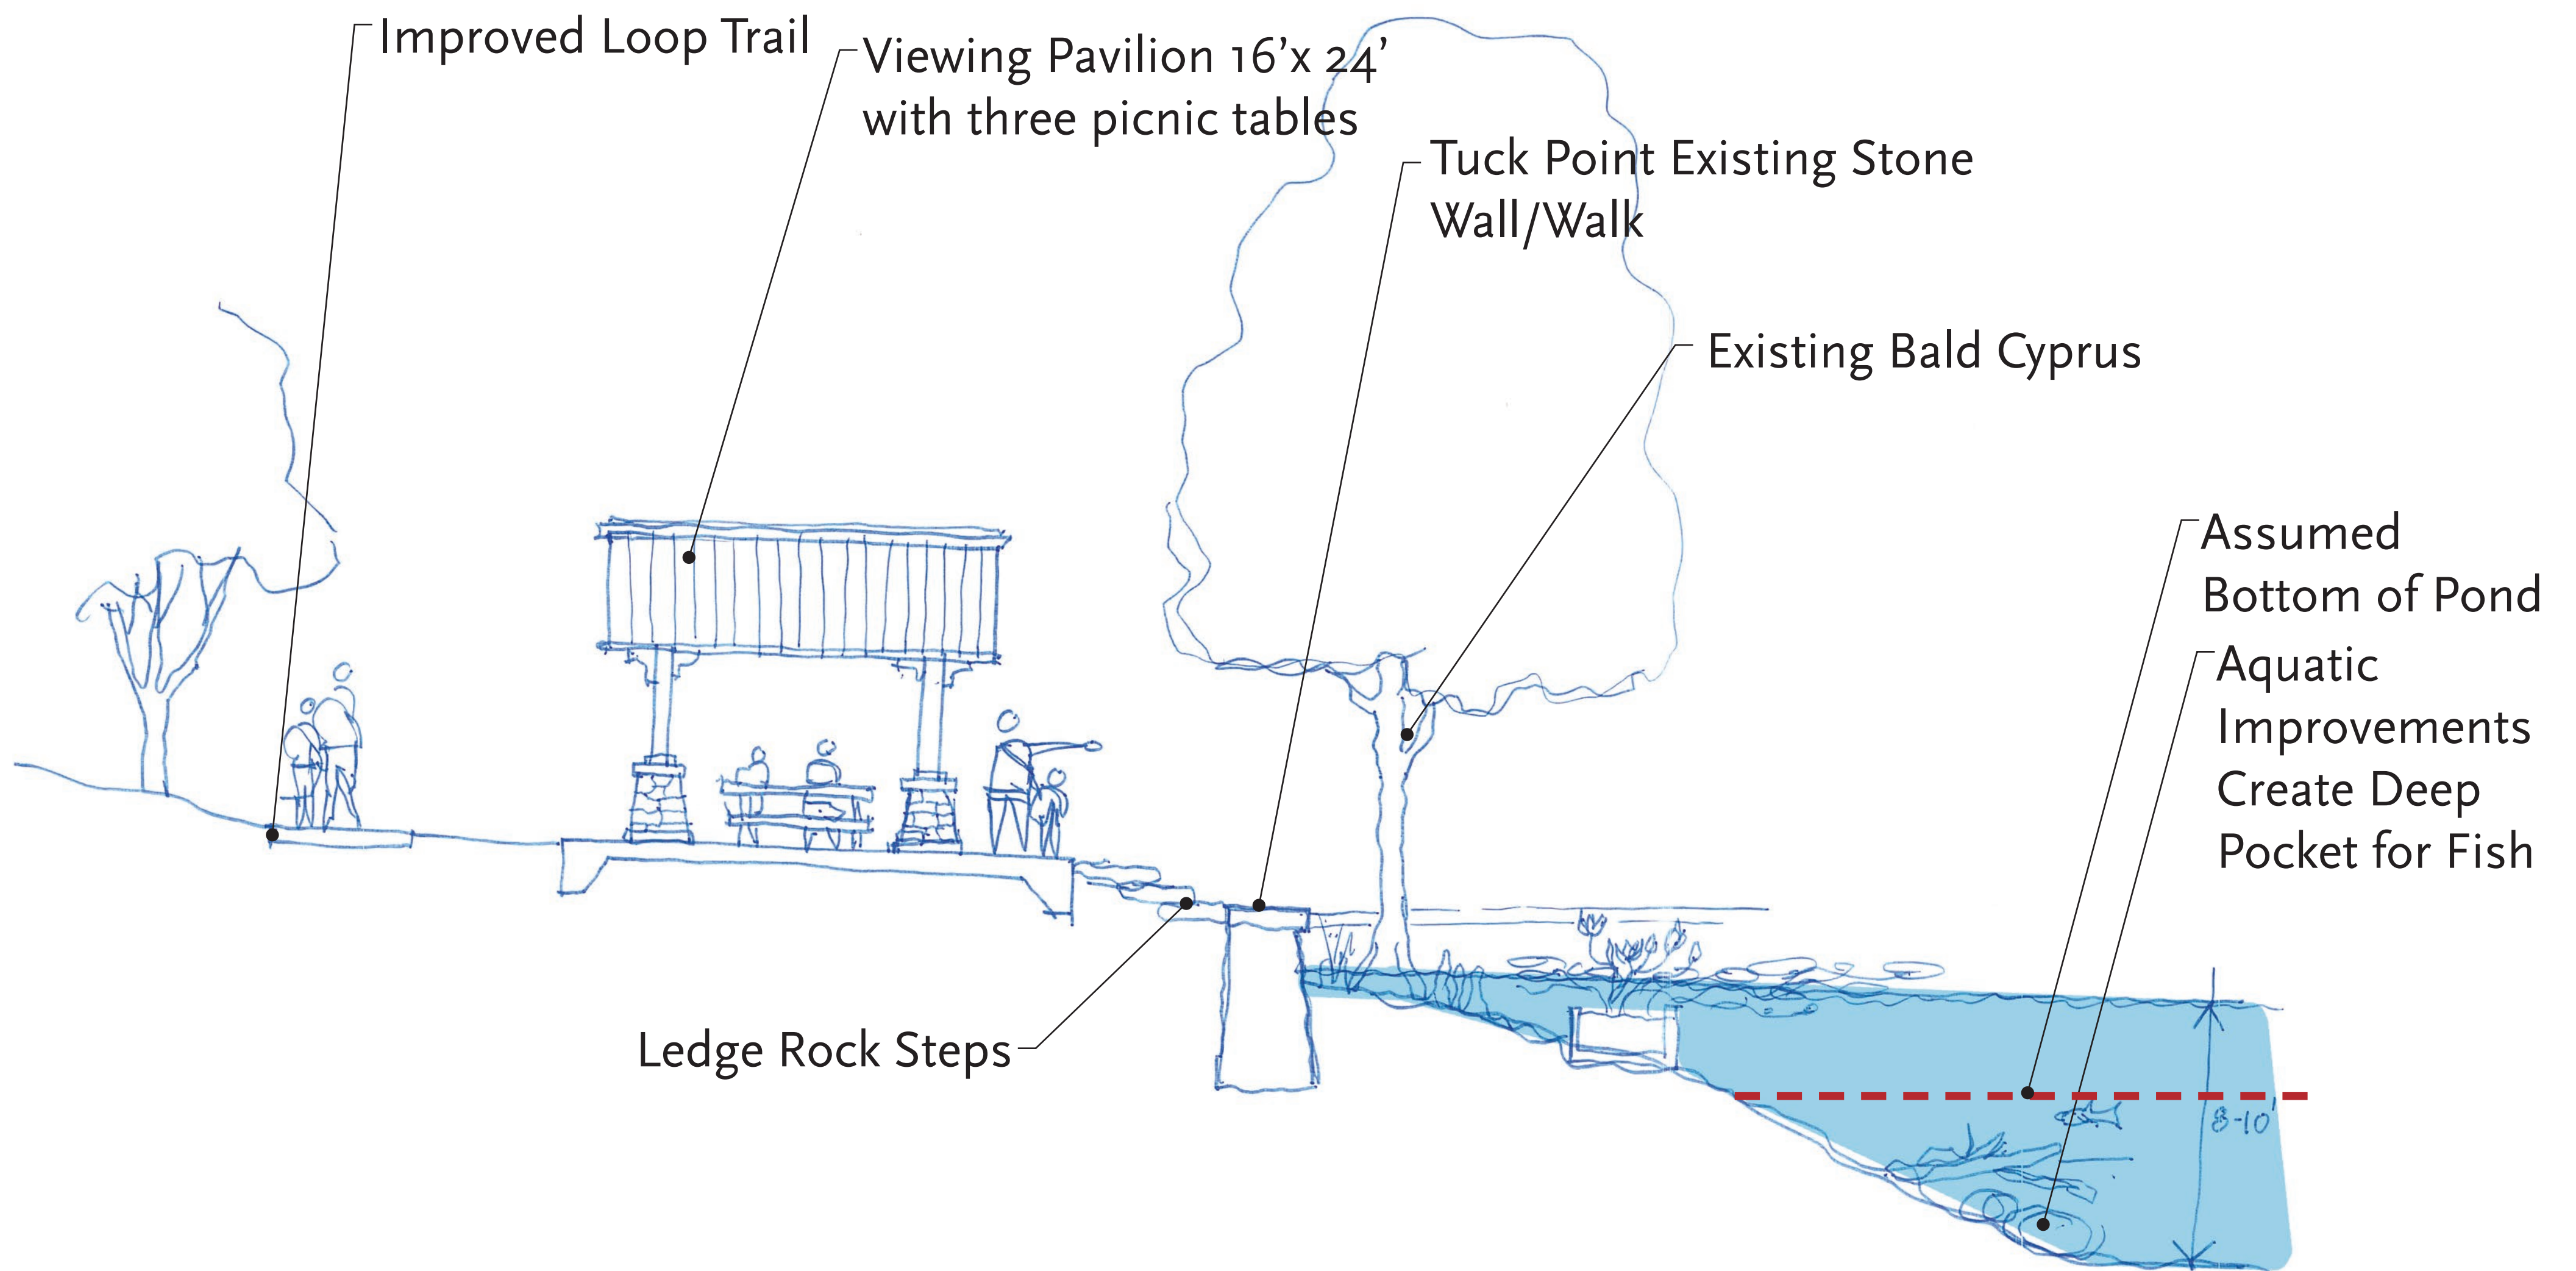 Improved Loop Trail
Viewing Pavilion 16’x 24’
with three picnic tables
Tuck Point Existing Stone
Wall/Walk
Existing Bald Cyprus
Assumed
Bottom of Pond
Aquatic
Improvements
Create Deep
Pocket for Fish
Ledge Rock Steps
8-10'